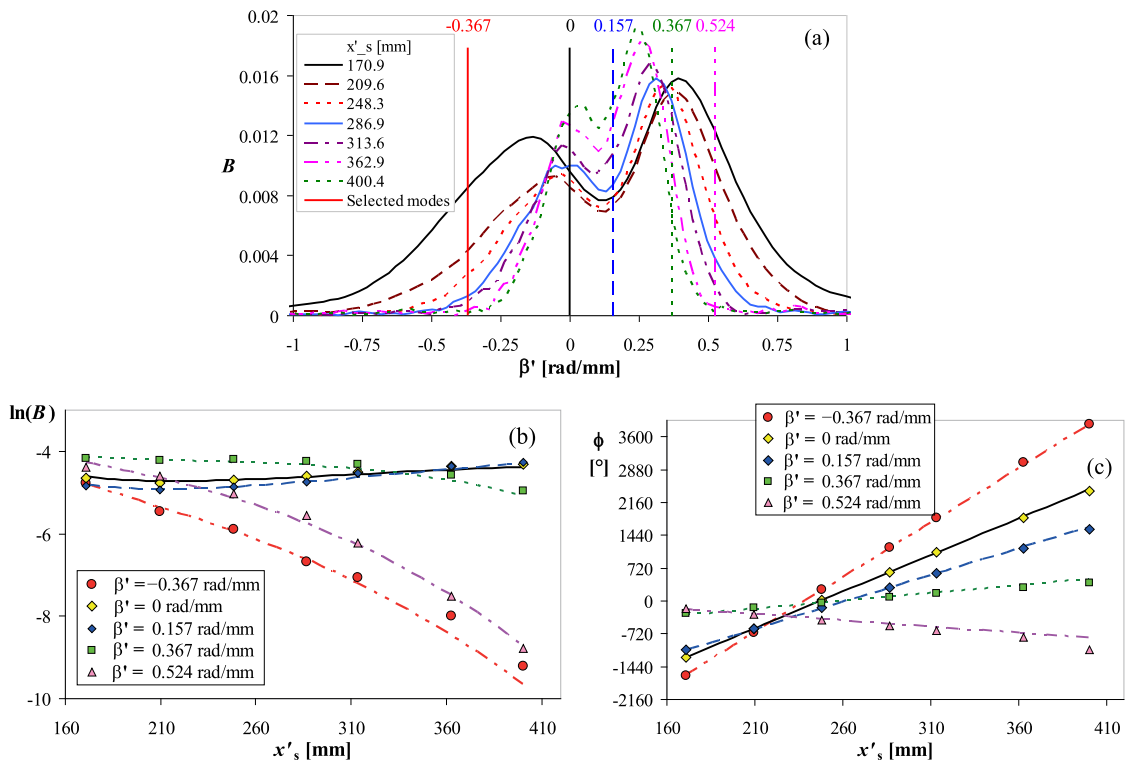 0.02
0.016
0.012
0.008
0.004
0
B
-0.367
0
0.157
0.367
0.524
(a)
x'_s [mm]
170.9
209.6
248.3
286.9
313.6
362.9
400.4
Selected modes
-1
-0.75
-0.5
-0.25
0
0.25
0.5
0.75
1
β' [rad/mm]
ln(B)
-4
-6
-8
-10
(b)
β' = −0.367 rad/mm
β' = 0 rad/mm
β' = 0.157 rad/mm
β' = 0.367 rad/mm
β' = 0.524 rad/mm
160
210
260
310
360
410
x's [mm]
ϕ
[°]
3600
2880
2160
1440
720
0
-720
-1440
-2160
β' = −0.367 rad/mm
β' = 0 rad/mm
β' = 0.157 rad/mm
β' = 0.367 rad/mm
β' = 0.524 rad/mm
(c)
160
210
260
310
360
410
x's [mm]